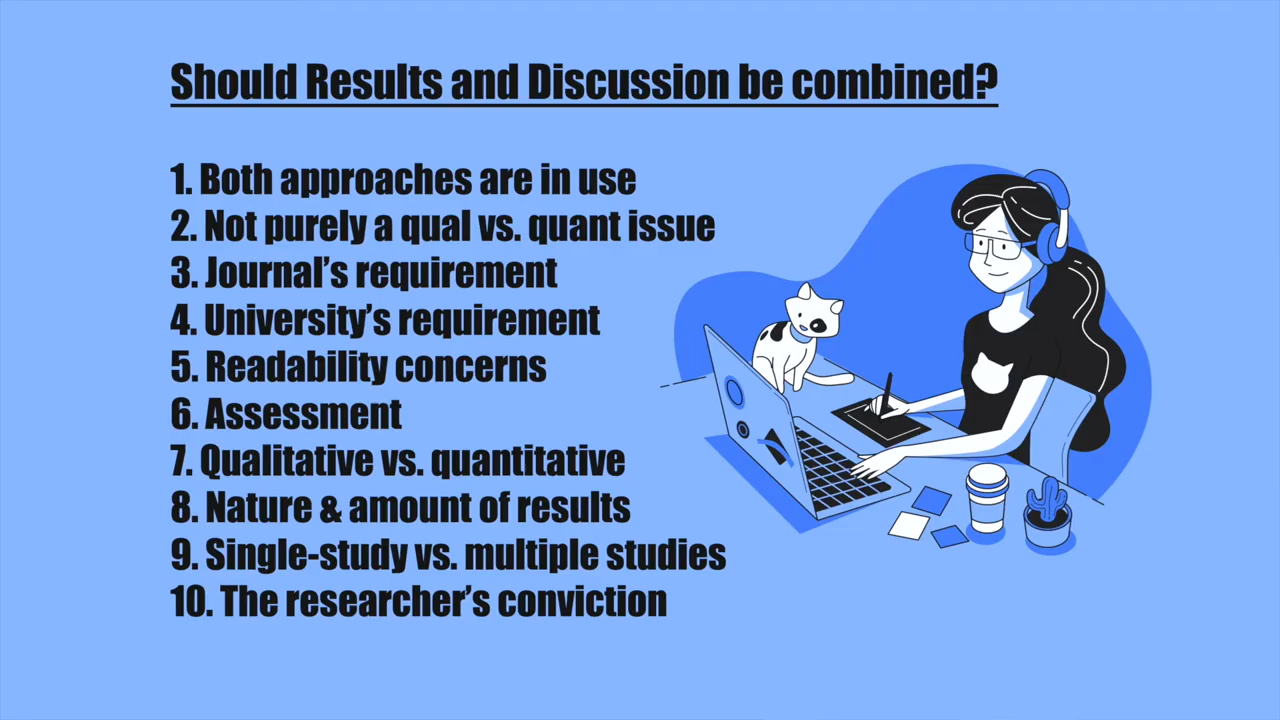 Should Results and Discussion be combined?
1. Both approaches are in use
2. Not purely a qual vs. quant issue
3. Journal’s requirement
4. University’s requirement
5. Readability concerns
6. Assessment
7. Qualitative vs. quantitative
8. Nature & amount of results
9. Single-study vs. multiple studies
10. The researcher’s conviction